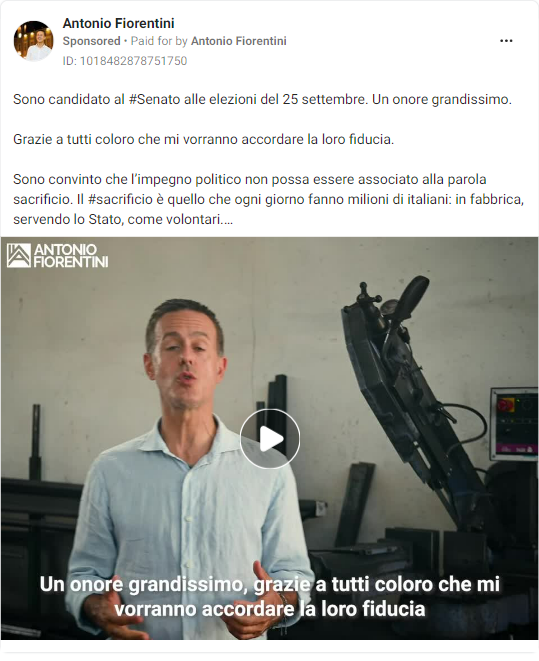 Antonio Fiorentini
Sponsored • Paid for by Antonio Fiorentini
ID: 1018482878751750
Sono candidato al #Senato alle elezioni del 25 settembre. Un onore grandissimo.
Grazie a tutti coloro che mi vorranno accordare la loro fiducia.
Sono convinto che l’impegno politico non possa essere associato alla parola
sacrificio. Il #sacrificio è quello che ogni giorno fanno milioni di italiani: in fabbrica,
servendo lo Stato, come volontari.…
ANTONIO
FIORENTINI
Un onore grandissimo, grazie a tutti coloro che mi
vorranno accordare la loro fiducia